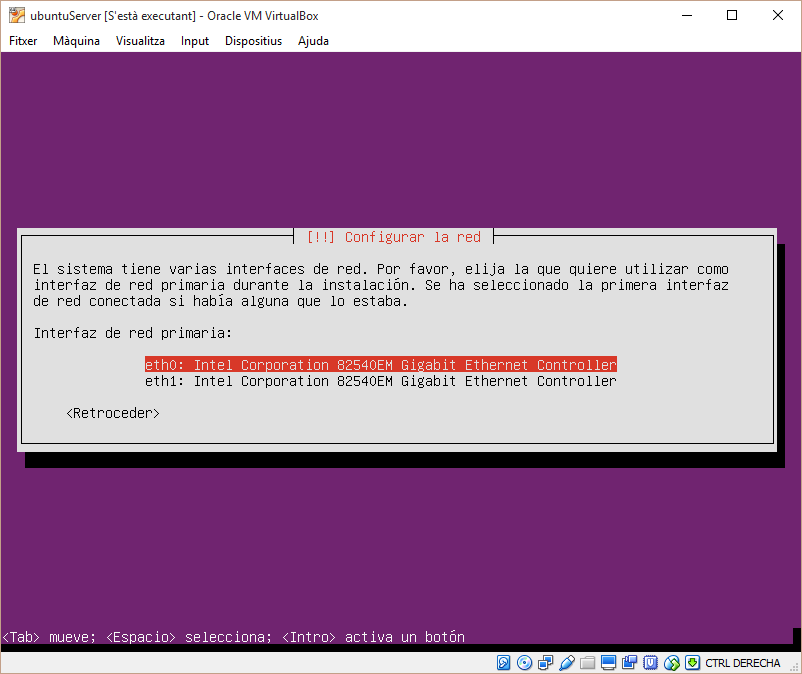 ubuntuServer [S'està executant] - Oracle VM VirtualBox
Fitxer Màquina Visualitza Input Dispositius Ajuda
[!!] Configurar la red
El sistema tiene varias interfaces de red. Por favor, elija la que quiere utilizar como
interfaz de red primaria durante la instalación. Se ha seleccionado la primera interfaz
de red conectada si había alguna que lo estaba.
Interfaz de red primaria:
eth0: Intel Corporation 82540EM Gigabit Ethernet Controller
eth1: Intel Corporation 82540EM Gigabit Ethernet Controller
<Retroceder>
<Tab> mueve; <Espacio> selecciona; <Intro> activa un botón
CTRL DERECHA